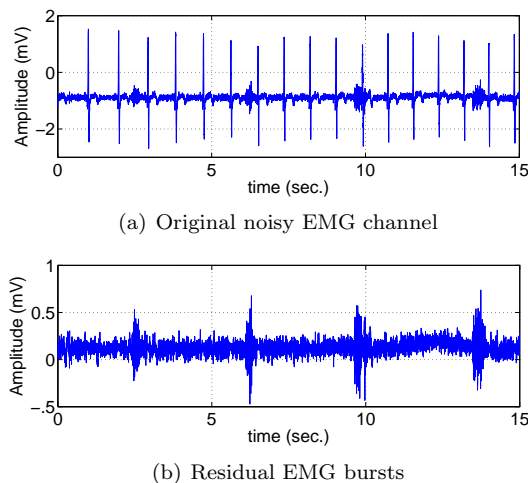 2
0
−2
Amplitude (mV)
0 5 10 15
time (sec.)
(a) Original noisy EMG channel
1
0.5
0
-.5
Amplitude (mV)
0 5 10 15
time (sec.)
(b) Residual EMG bursts